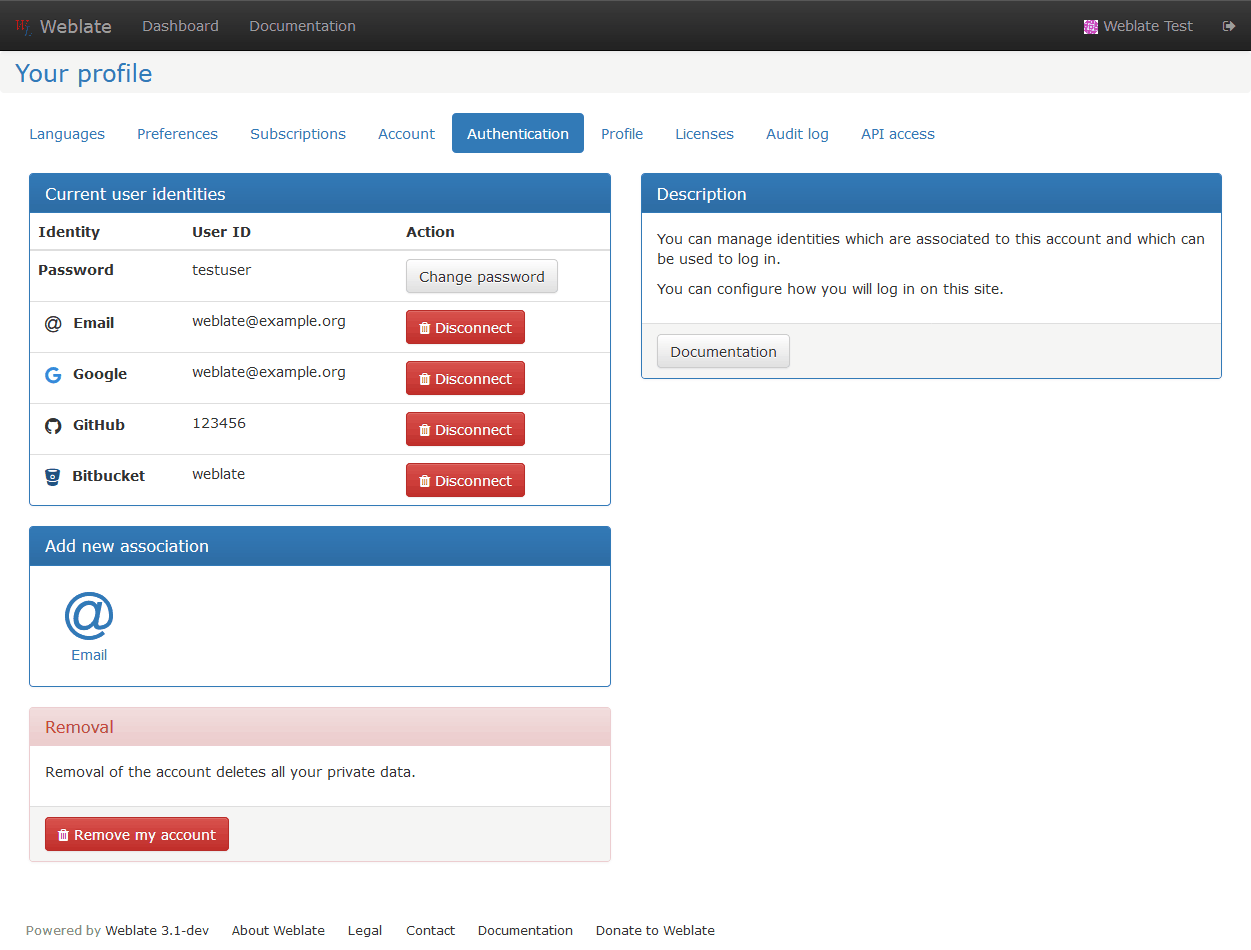 Weblate Dashboard Documentation Weblate Test
Your profile
Languages Preferences Subscriptions Account Authentication Profile Licenses Audit log API access
Current user identities
Identity User ID Action
Password testuser Change password
@ Email weblate@example.org Disconnect
Google weblate@example.org Disconnect
GitHub 123456 Disconnect
Bitbucket weblate Disconnect
Add new association
@
Email
Removal
Removal of the account deletes all your private data.
Remove my account
Description
You can manage identities which are associated to this account and which can
be used to log in.
You can configure how you will log in on this site.
Documentation
Powered by Weblate 3.1-dev About Weblate Legal Contact Documentation Donate to Weblate